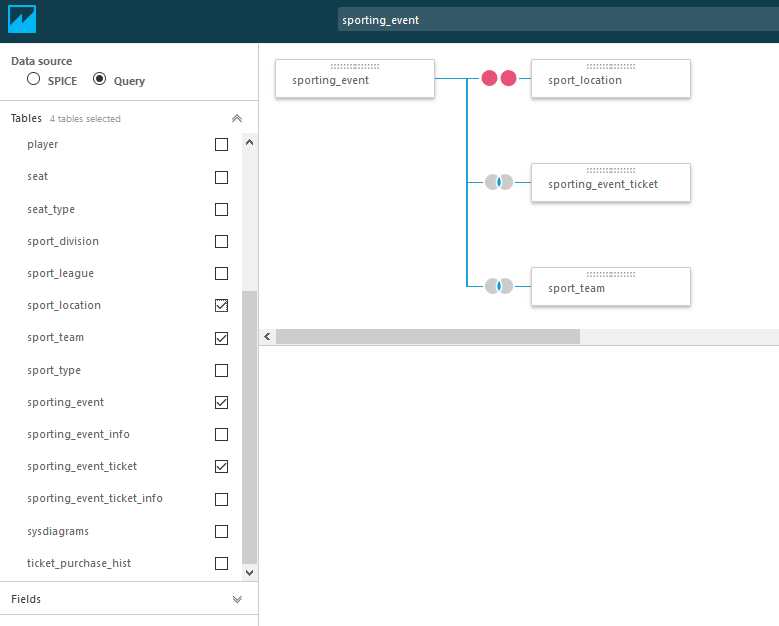 sporting_event
Data source
SPICE Query
Tables 4 tables selected
player
seat
seat_type
sport_division
sport_league
sport_location
sport_team
sport_type
sporting_event
sporting_event_info
sporting_event_ticket
sporting_event_ticket_info
sysdiagrams
ticket_purchase_hist
Fields
sporting_event
sport_location
sporting_event_ticket
sport_team